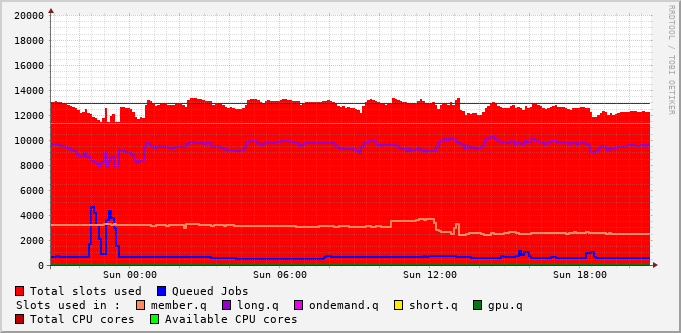 RRDTOOL / TOBI OETIKER
20000
18000
16000
14000
12000
10000
8000
6000
4000
2000
0
Sun 00:00 Sun 06:00 Sun 12:00 Sun 18:00
Total slots used Queued Jobs
Slots used in : member.q long.q ondemand.q short.q gpu.q
Total CPU cores Available CPU cores